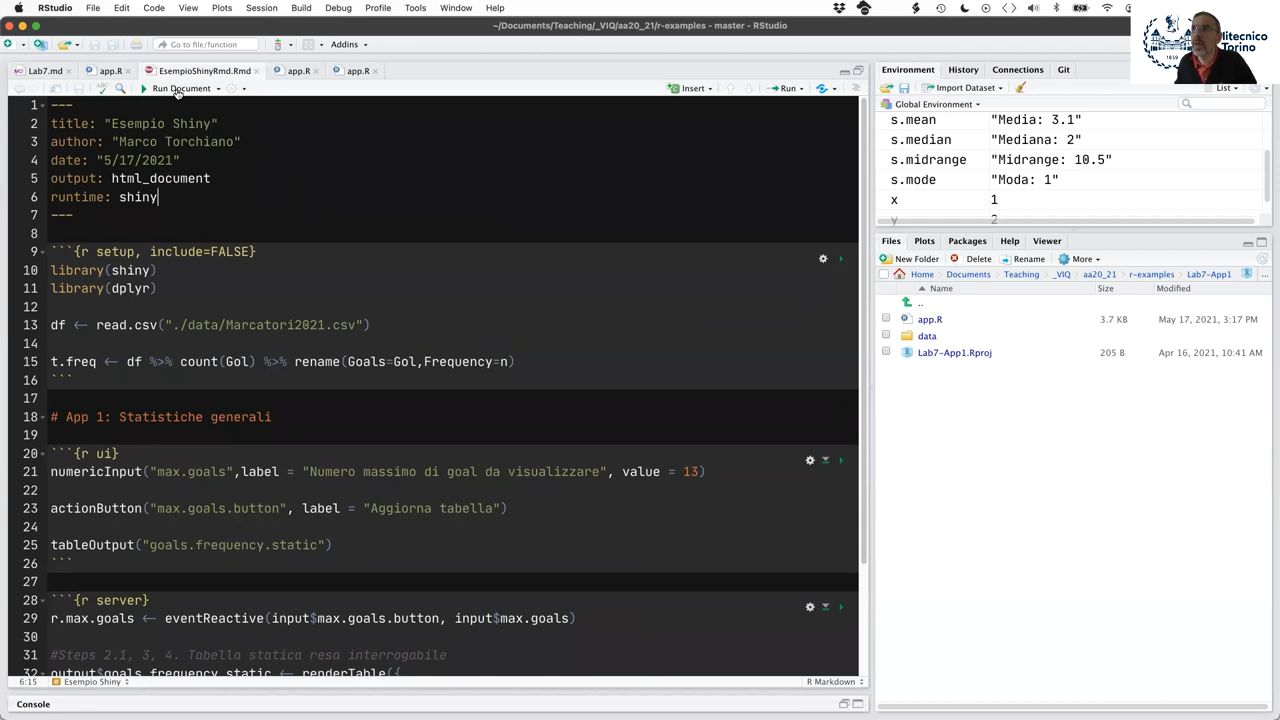 RStudio File Edit Code View Plots Session Build Debug Profile Tools Window Help
~/Documents/Teaching/_VIQ/aa20_21/r-examples - master - RStudio
Go to file/function Addins
Lab7.md app.R EsempioShinyRmd.Rmd app.R app.R
Run Document Insert Run
1 ---
2 title: "Esempio Shiny"
3 author: "Marco Torchiano"
4 date: "5/17/2021"
5 output: html_document
6 runtime: shiny
7 ---
8
9 ```{r setup, include=FALSE}
10 library(shiny)
11 library(dplyr)
12
13 df <- read.csv("./data/Marcatori2021.csv")
14
15 t.freq <- df %>% count(Gol) %>% rename(Goals=Gol,Frequency=n)
16 ```
17
18 # App 1: Statistiche generali
19
20 ```{r ui}
21 numericInput("max.goals",label = "Numero massimo di goal da visualizzare", value = 13)
22
23 actionButton("max.goals.button", label = "Aggiorna tabella")
24
25 tableOutput("goals.frequency.static")
26 ```
27
28 ```{r server}
29 r.max.goals <- eventReactive(input$max.goals.button, input$max.goals)
30
31 #Steps 2.1, 3, 4. Tabella statica resa interrogabile
32 output$goals.frequency.static <- renderTable({
6:15 Esempio Shiny R Markdown
Console
Environment History Connections Git
Import Dataset List
Global Environment
s.mean "Media: 3.1"
s.median "Mediana: 2"
s.midrange "Midrange: 10.5"
s.mode "Moda: 1"
x 1
y 2
Files Plots Packages Help Viewer
New Folder Delete Rename More
Home Documents Teaching _VIQ aa20_21 r-examples Lab7-App1 ...
Name Size Modified
..
app.R 3.7 KB May 17, 2021, 3:17 PM
data
Lab7-App1.Rproj 205 B Apr 16, 2021, 10:41 AM
Torino
1859